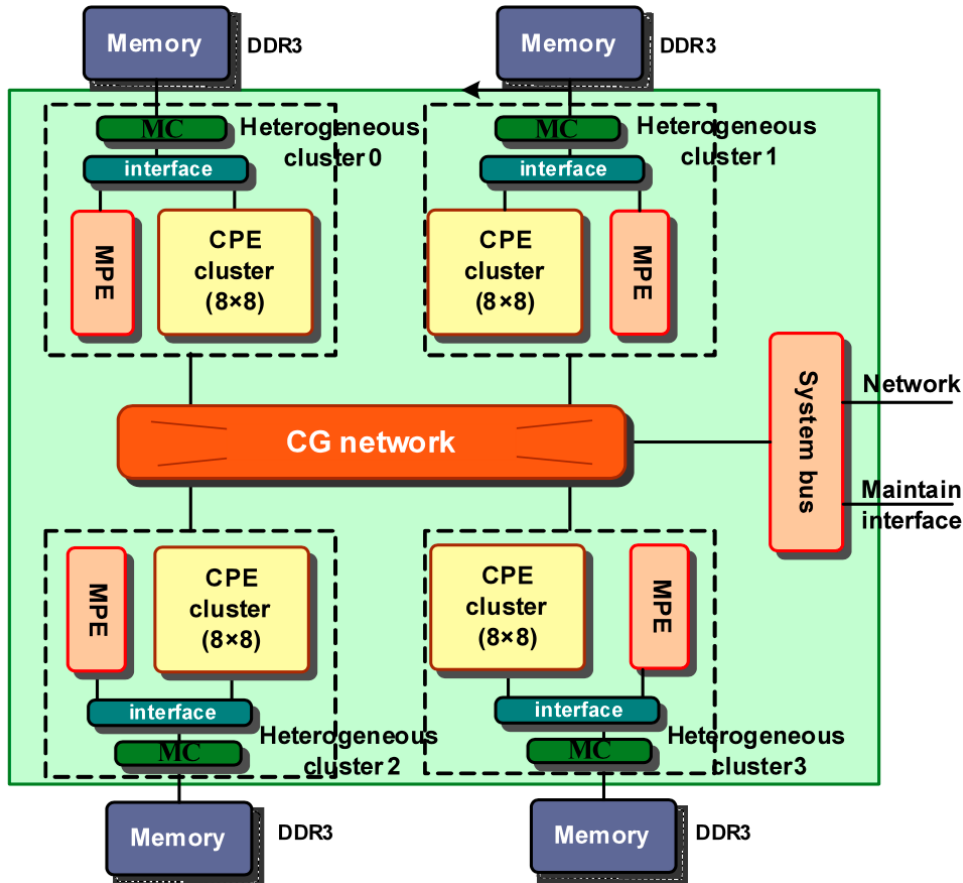 Memory
DDR3
Memory
DDR3
MC
Heterogeneous
cluster 0
interface
MPE
CPE
cluster
(8×8)
MC
Heterogeneous
cluster 1
interface
CPE
cluster
(8×8)
MPE
CG network
System bus
Network
Maintain
interface
MPE
CPE
cluster
(8×8)
interface
MC
Heterogeneous
cluster 2
CPE
cluster
(8×8)
MPE
interface
MC
Heterogeneous
cluster 3
Memory
DDR3
Memory
DDR3